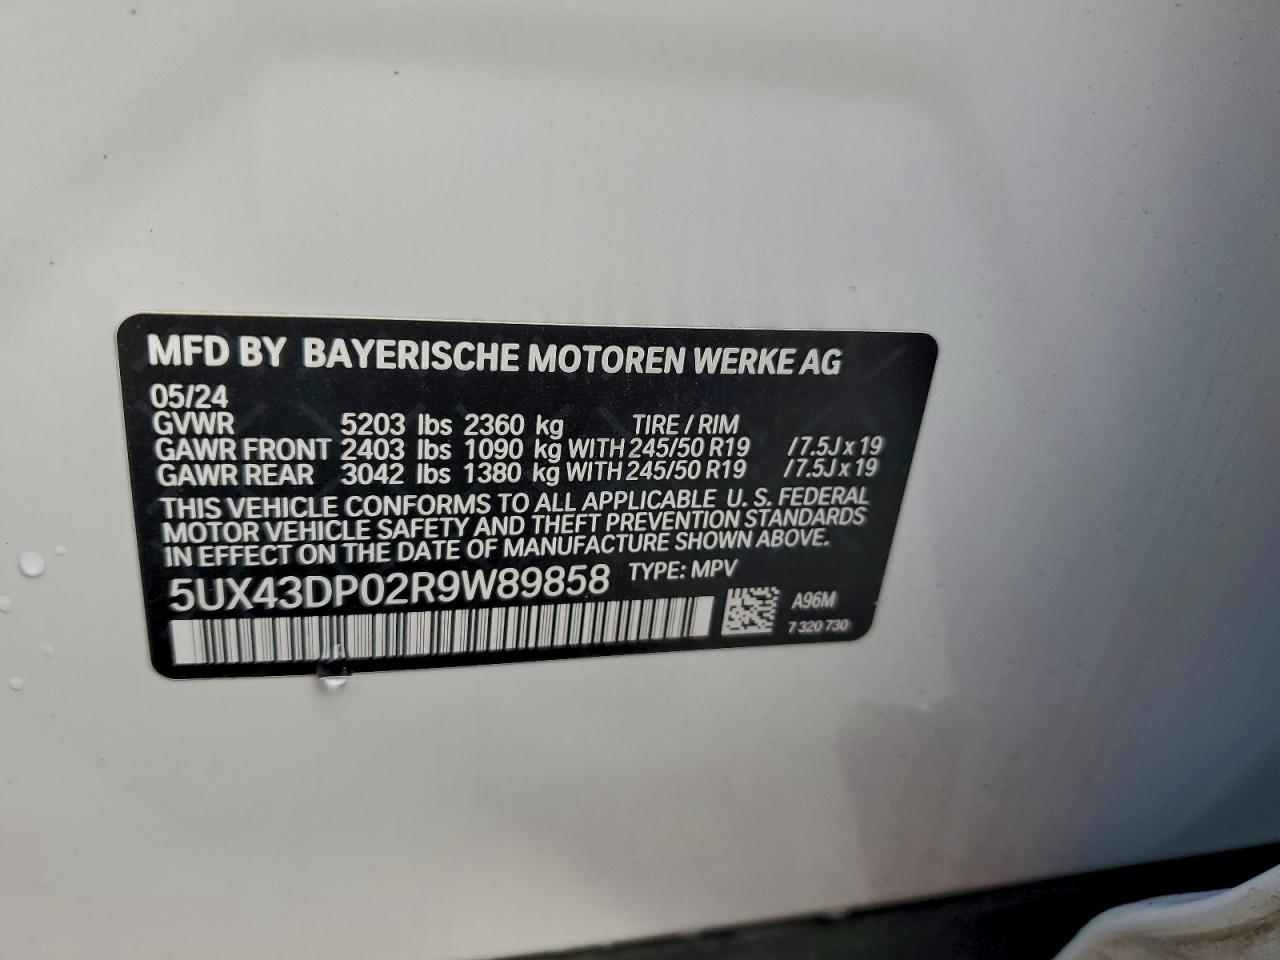 MFD BY BAYERISCHE MOTOREN WERKE AG
05/24
GVWR 5203 lbs 2360 kg TIRE / RIM
GAWR FRONT 2403 lbs 1090 kg WITH 245/50 R19 /7.5J x 19
GAWR REAR 3042 lbs 1380 kg WITH 245/50 R19 /7.5J x 19
THIS VEHICLE CONFORMS TO ALL APPLICABLE U. S. FEDERAL
MOTOR VEHICLE SAFETY AND THEFT PREVENTION STANDARDS
IN EFFECT ON THE DATE OF MANUFACTURE SHOWN ABOVE.
5UX43DP02R9W89858 TYPE: MPV
A96M
7 320 730